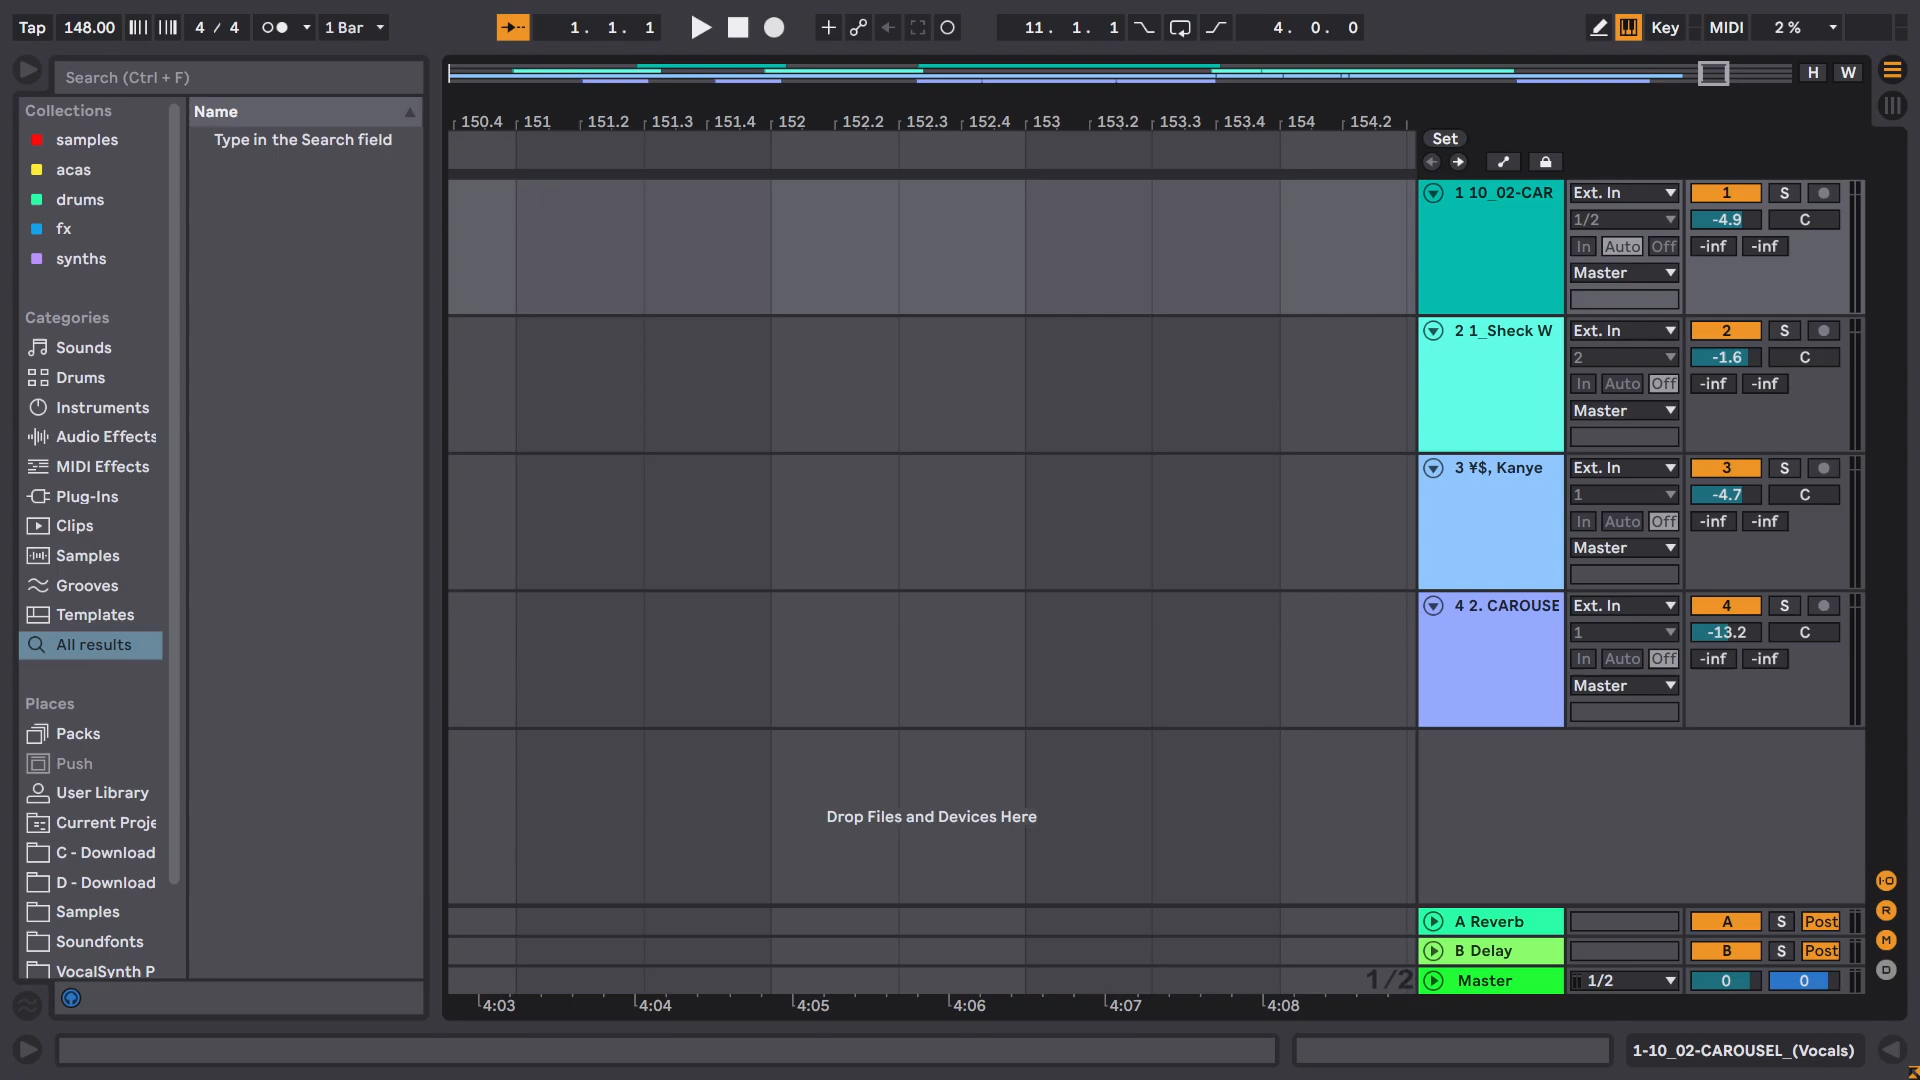 Tap 148.00 4 / 4 1 Bar 1. 1. 1 11. 1. 1 4. 0. 0 Key MIDI 2 %
Search (Ctrl + F)
H W
Collections
samples
acas
drums
fx
synths
Categories
Sounds
Drums
Instruments
Audio Effects
MIDI Effects
Plug-Ins
Clips
Samples
Grooves
Templates
All results
Places
Packs
Push
User Library
Current Proje
C - Download
D - Download
Samples
Soundfonts
VocalSynth P
Name
Type in the Search field
150.4 151 151.2 151.3 151.4 152 152.2 152.3 152.4 153 153.2 153.3 153.4 154 154.2
Set
1 10_02-CAR Ext. In 1 S
1/2 -4.9 C
In Auto Off -inf -inf
Master
2 1_Sheck W Ext. In 2 S
2 -1.6 C
In Auto Off -inf -inf
Master
3 ¥$, Kanye Ext. In 3 S
1 -4.7 C
In Auto Off -inf -inf
Master
4 2. CAROUSE Ext. In 4 S
1 -13.2 C
In Auto Off -inf -inf
Master
Drop Files and Devices Here
A Reverb A S Post
B Delay B S Post
1/2 Master 1/2 0 0
4:03 4:04 4:05 4:06 4:07 4:08
I·O
R
M
D
1-10_02-CAROUSEL_(Vocals)